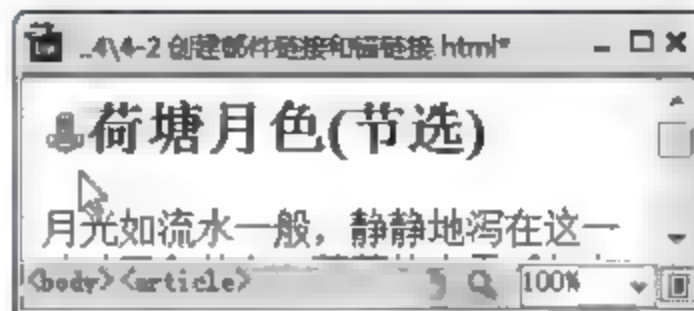 ..4\4-2 创建邮件链接和锚链接.html*
荷塘月色(节选)
月光如流水一般，静静地泻在这一
<body><article> 100%